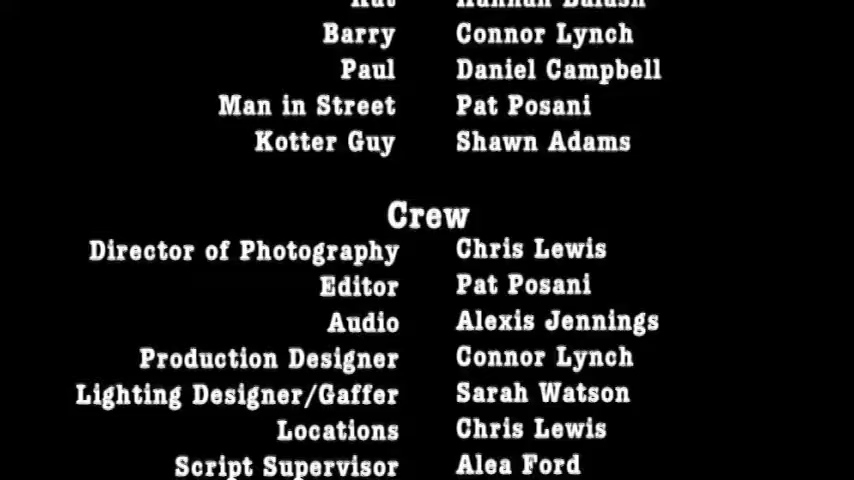 Barry Connor Lynch
Paul Daniel Campbell
Man in Street Pat Posani
Kotter Guy Shawn Adams
Crew
Director of Photography Chris Lewis
Editor Pat Posani
Audio Alexis Jennings
Production Designer Connor Lynch
Lighting Designer/Gaffer Sarah Watson
Locations Chris Lewis
Script Supervisor Alea Ford